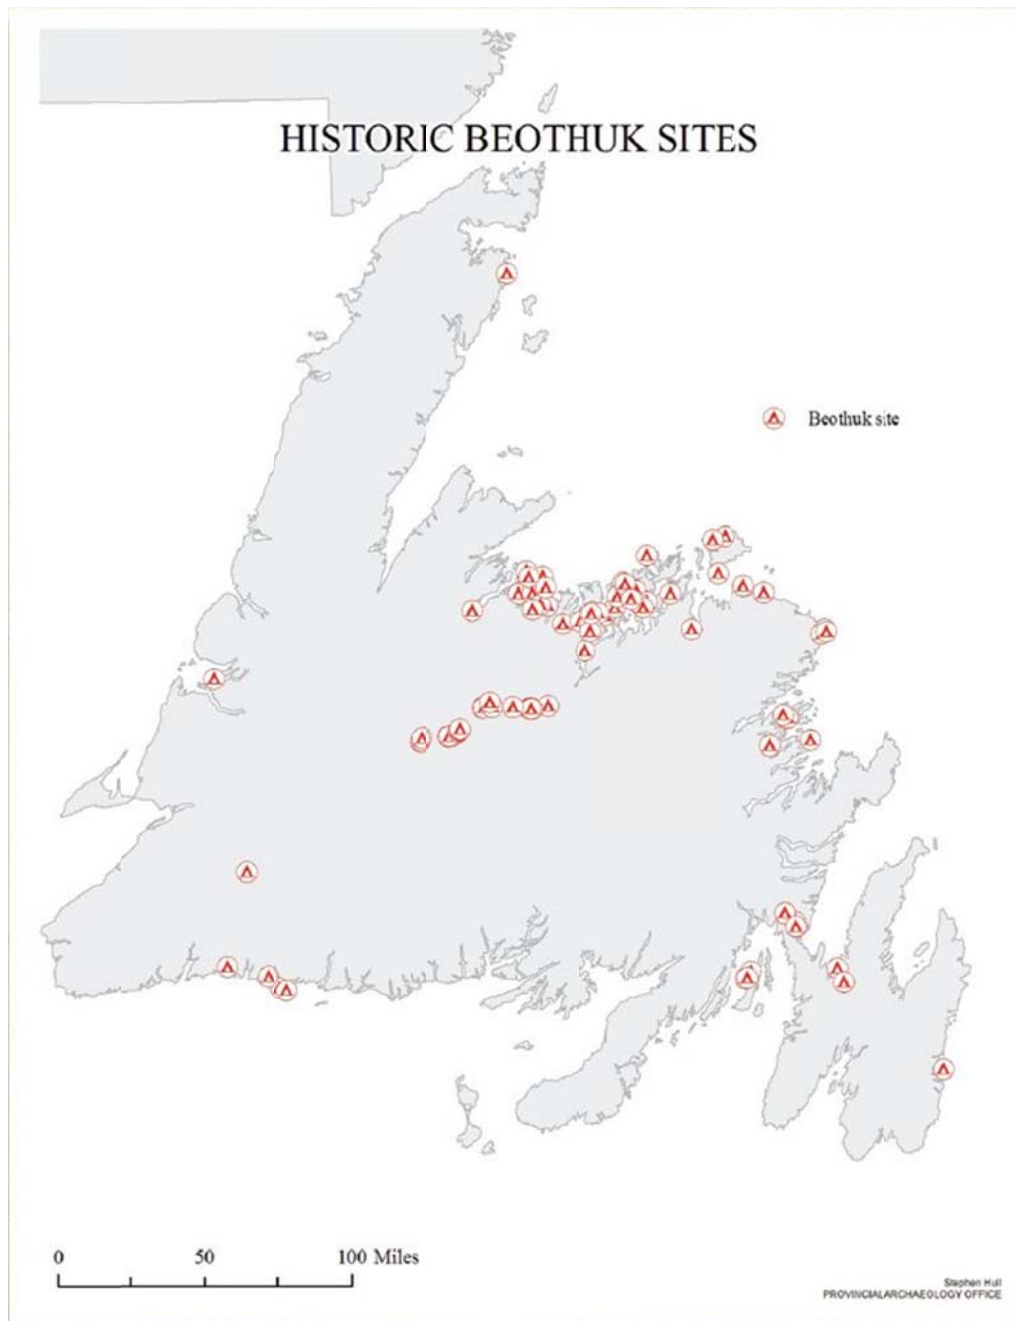 HISTORIC BEOTHUK SITES
Beothuk site
0 50 100 Miles
Stephen Hull
PROVINCIALARCHAEOLOGY OFFICE